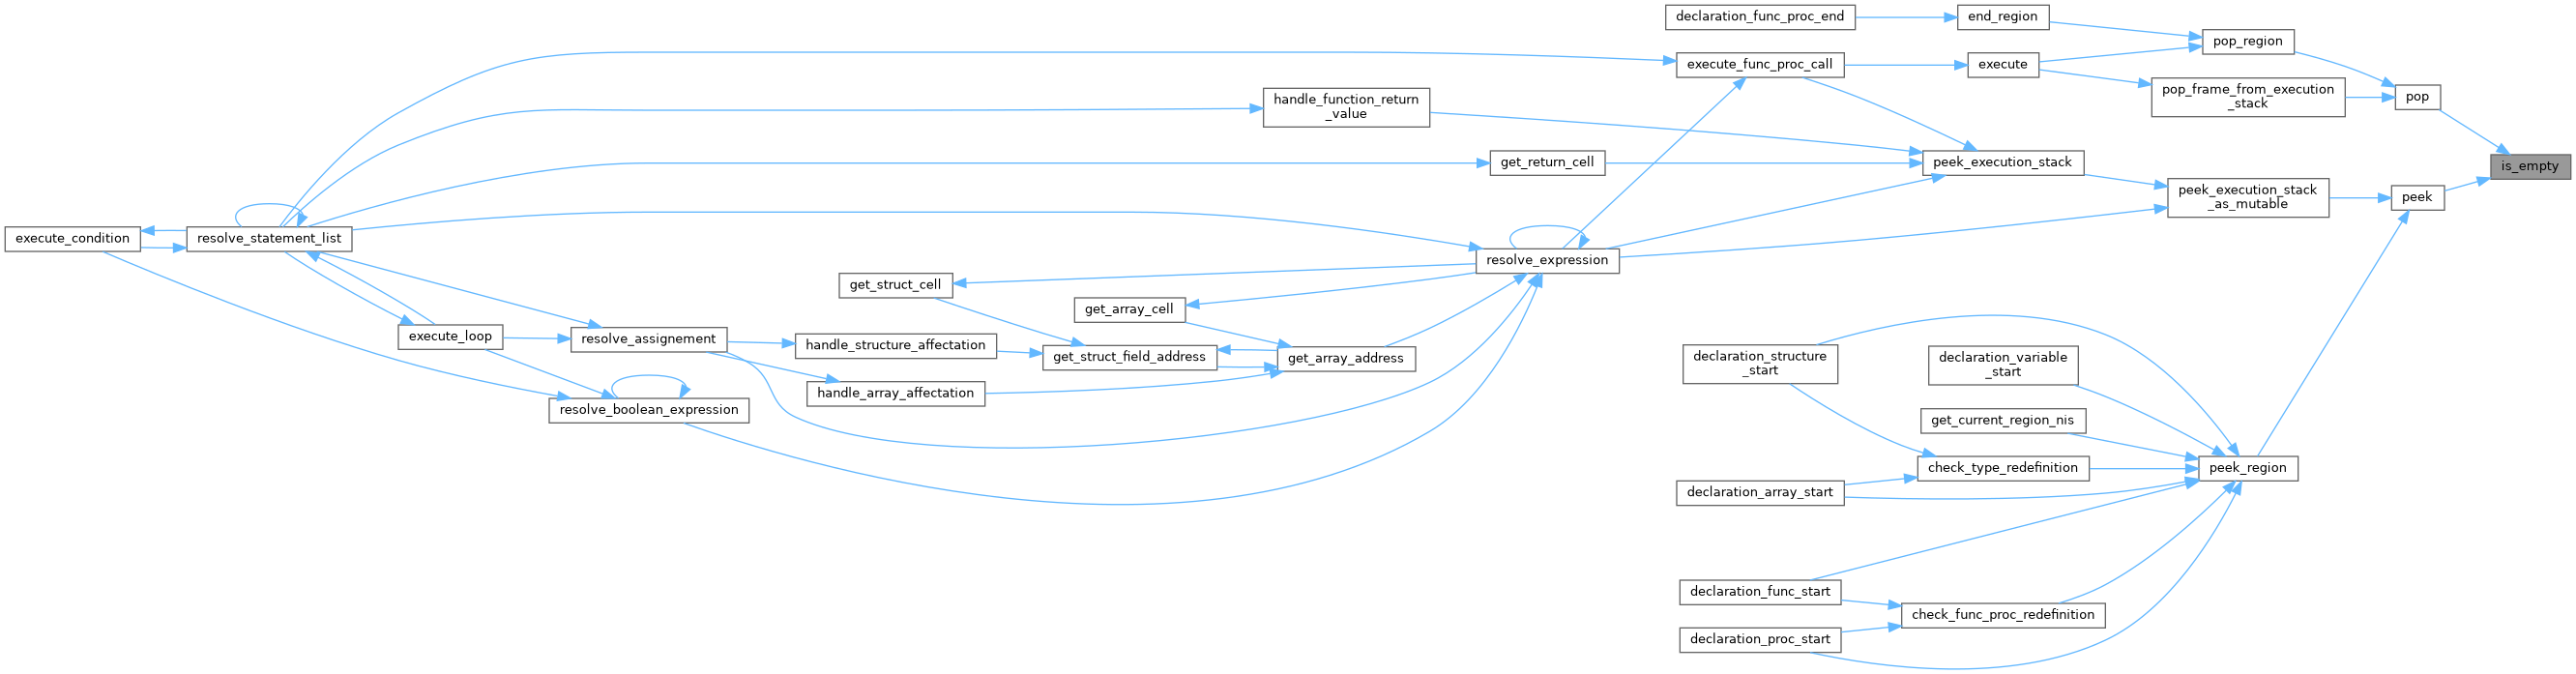 declaration_func_proc_end
end_region
pop_region
execute_func_proc_call
execute
handle_function_return
_value
pop_frame_from_execution
_stack
pop
get_return_cell
peek_execution_stack
is_empty
peek_execution_stack
_as_mutable
peek
execute_condition
resolve_statement_list
resolve_expression
get_struct_cell
get_array_cell
execute_loop
resolve_assignement
handle_structure_affectation
get_struct_field_address
get_array_address
handle_array_affectation
resolve_boolean_expression
declaration_structure
_start
declaration_variable
_start
get_current_region_nis
check_type_redefinition
peek_region
declaration_array_start
declaration_func_start
check_func_proc_redefinition
declaration_proc_start